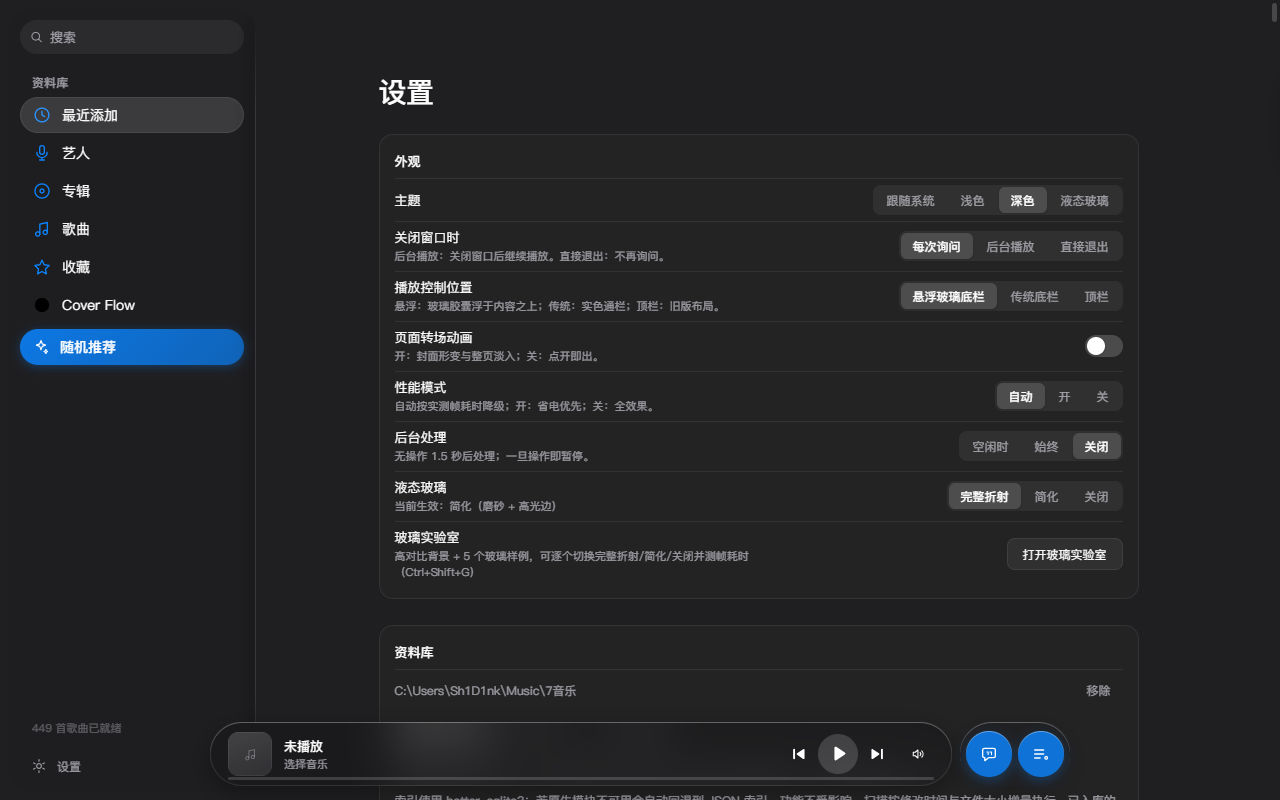 搜索
资料库
最近添加
艺人
专辑
歌曲
收藏
Cover Flow
随机推荐
449 首歌曲已就绪
设置
设置
外观
主题
跟随系统 浅色 深色 液态玻璃
关闭窗口时
后台播放：关闭窗口后继续播放。直接退出：不再询问。
每次询问 后台播放 直接退出
播放控制位置
悬浮：玻璃胶囊浮于内容之上；传统：实色通栏；顶栏：旧版布局。
悬浮玻璃底栏 传统底栏 顶栏
页面转场动画
开：封面形变与整页淡入；关：点开即出。
性能模式
自动按实测帧耗时降级；开：省电优先；关：全效果。
自动 开 关
后台处理
无操作 1.5 秒后处理；一旦操作即暂停。
空闲时 始终 关闭
液态玻璃
当前生效：简化（磨砂 + 高光边）
完整折射 简化 关闭
玻璃实验室
高对比背景 + 5 个玻璃样例，可逐个切换完整折射/简化/关闭并测帧耗时
（Ctrl+Shift+G）
打开玻璃实验室
资料库
C:\Users\Sh1D1nk\Music\7音乐
移除
未播放
选择音乐